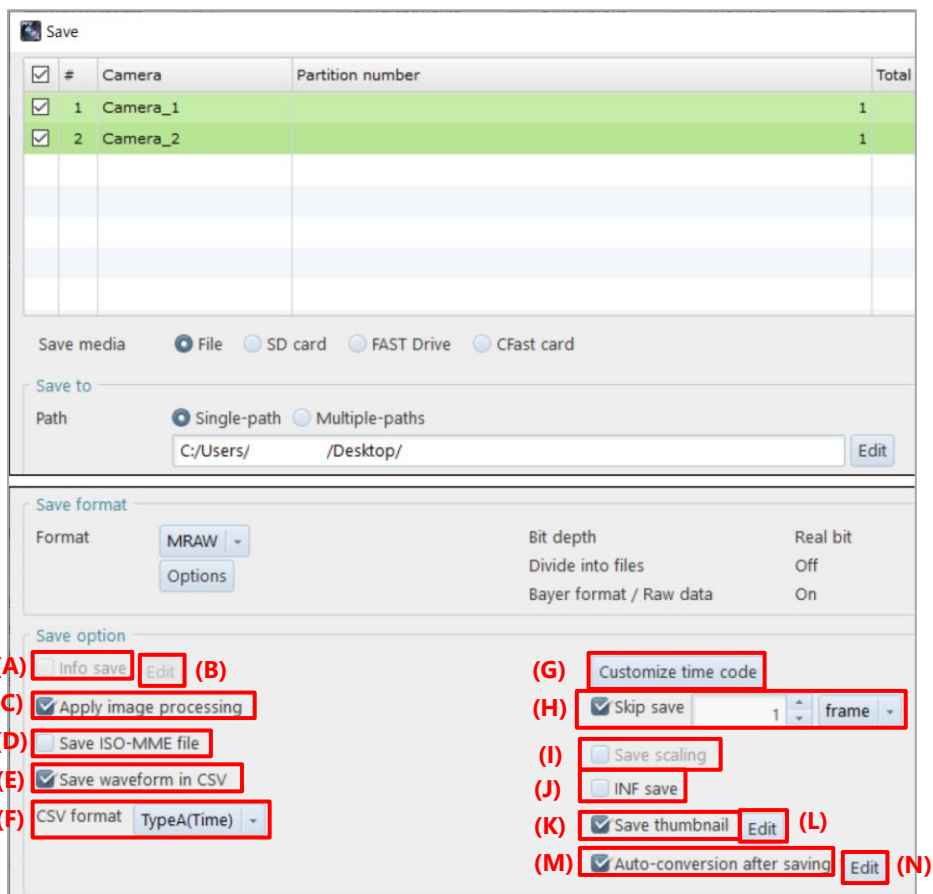 Save
# Camera Partition number Total
1 Camera_1 1
2 Camera_2 1
Save media File SD card FAST Drive CFast card
Save to
Path Single-path Multiple-paths
C:/Users/ /Desktop/ Edit
Save format
Format MRAW Bit depth Real bit
Options Divide into files Off
Bayer format / Raw data On
Save option
(A) Info save Edit (B) (G) Customize time code
(C) Apply image processing (H) Skip save 1 frame
(D) Save ISO-MME file (I) Save scaling
(E) Save waveform in CSV (J) INF save
(F) CSV format TypeA(Time) (K) Save thumbnail Edit (L)
(M) Auto-conversion after saving Edit (N)